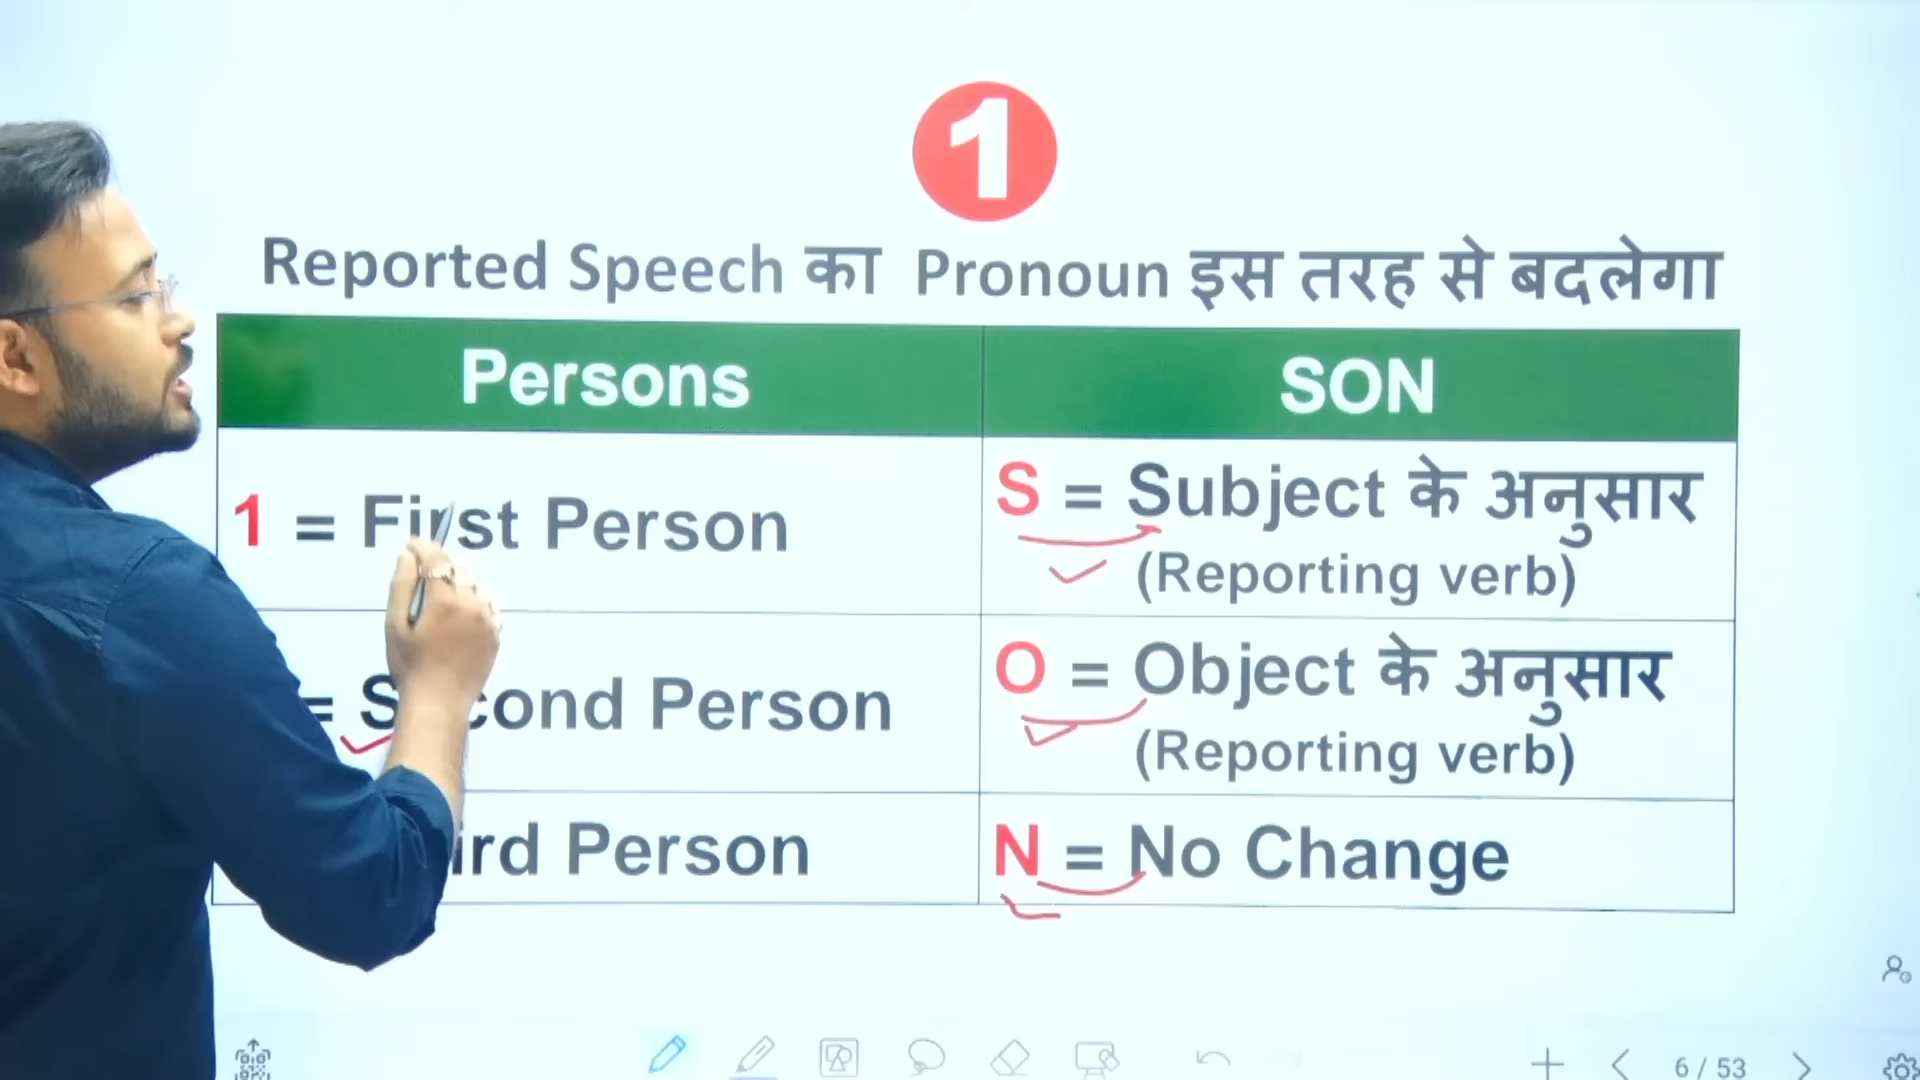 1
Reported Speech का Pronoun इस तरह से बदलेगा
Persons
SON
1 = First Person
S = Subject के अनुसार
(Reporting verb)
= Second Person
O = Object के अनुसार
(Reporting verb)
ird Person
N = No Change
6 / 53